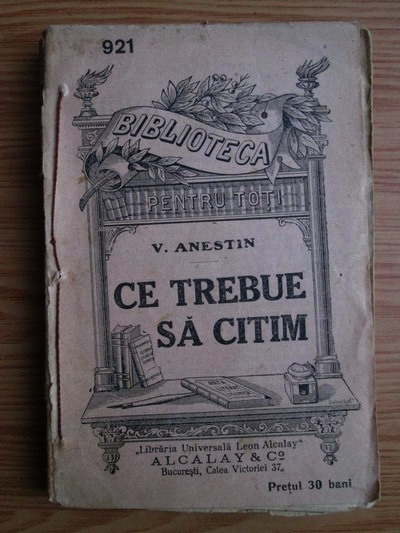 921
BIBLIOTECA
PENTRU TOȚI
V. ANESTIN
CE TREBUE
SĂ CITIM
„Librăria Universală Leon Alcalay"
ALCALAY & Cº
București, Calea Victoriei 37.
Prețul 30 bani